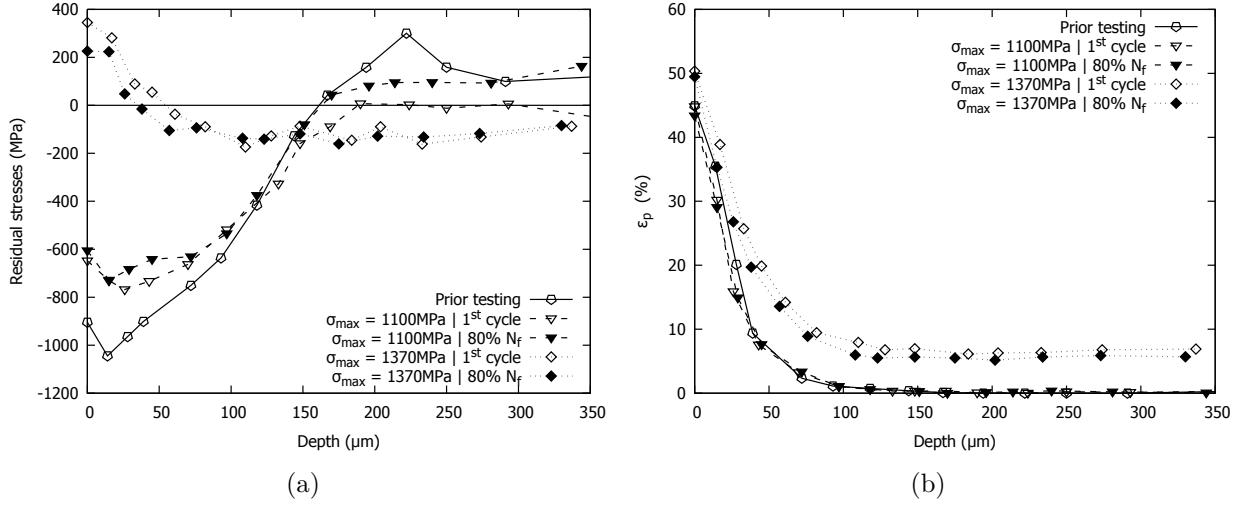 400
200
0
-200
-400
-600
-800
-1000
-1200
Residual stresses (MPa)
0 50 100 150 200 250 300 350
Depth (µm)
Prior testing
σmax = 1100MPa | 1st cycle
σmax = 1100MPa | 80% Nf
σmax = 1370MPa | 1st cycle
σmax = 1370MPa | 80% Nf
(a)
60
50
40
30
20
10
0
εp (%)
0 50 100 150 200 250 300 350
Depth (µm)
Prior testing
σmax = 1100MPa | 1st cycle
σmax = 1100MPa | 80% Nf
σmax = 1370MPa | 1st cycle
σmax = 1370MPa | 80% Nf
(b)